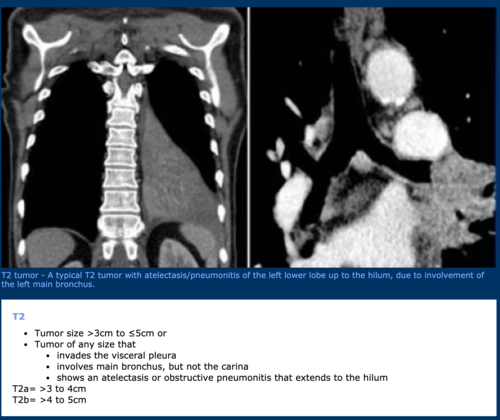 T2 tumor - A typical T2 tumor with atelectasis/pneumonitis of the left lower lobe up to the hilum, due to involvement of
the left main bronchus.
T2
• Tumor size >3cm to ≤5cm or
• Tumor of any size that
• invades the visceral pleura
• involves main bronchus, but not the carina
• shows an atelectasis or obstructive pneumonitis that extends to the hilum
T2a= >3 to 4cm
T2b= >4 to 5cm